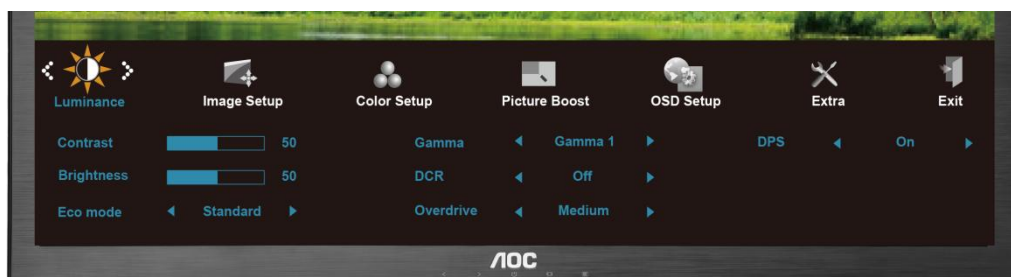 Luminance Image Setup Color Setup Picture Boost OSD Setup Extra Exit
Contrast 50 Gamma Gamma 1 DPS On
Brightness 50 DCR Off
Eco mode Standard Overdrive Medium
AOC